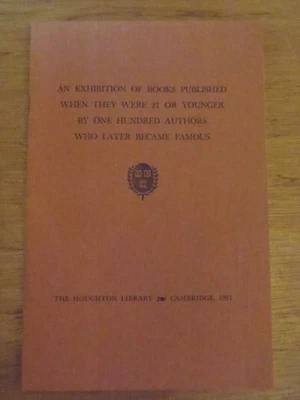 AN EXHIBITION OF BOOKS PUBLISHED
WHEN THEY WERE 21 OR YOUNGER
BY ONE HUNDRED AUTHORS
WHO LATER BECAME FAMOUS
THE HOUGHTON LIBRARY CAMBRIDGE, 1951